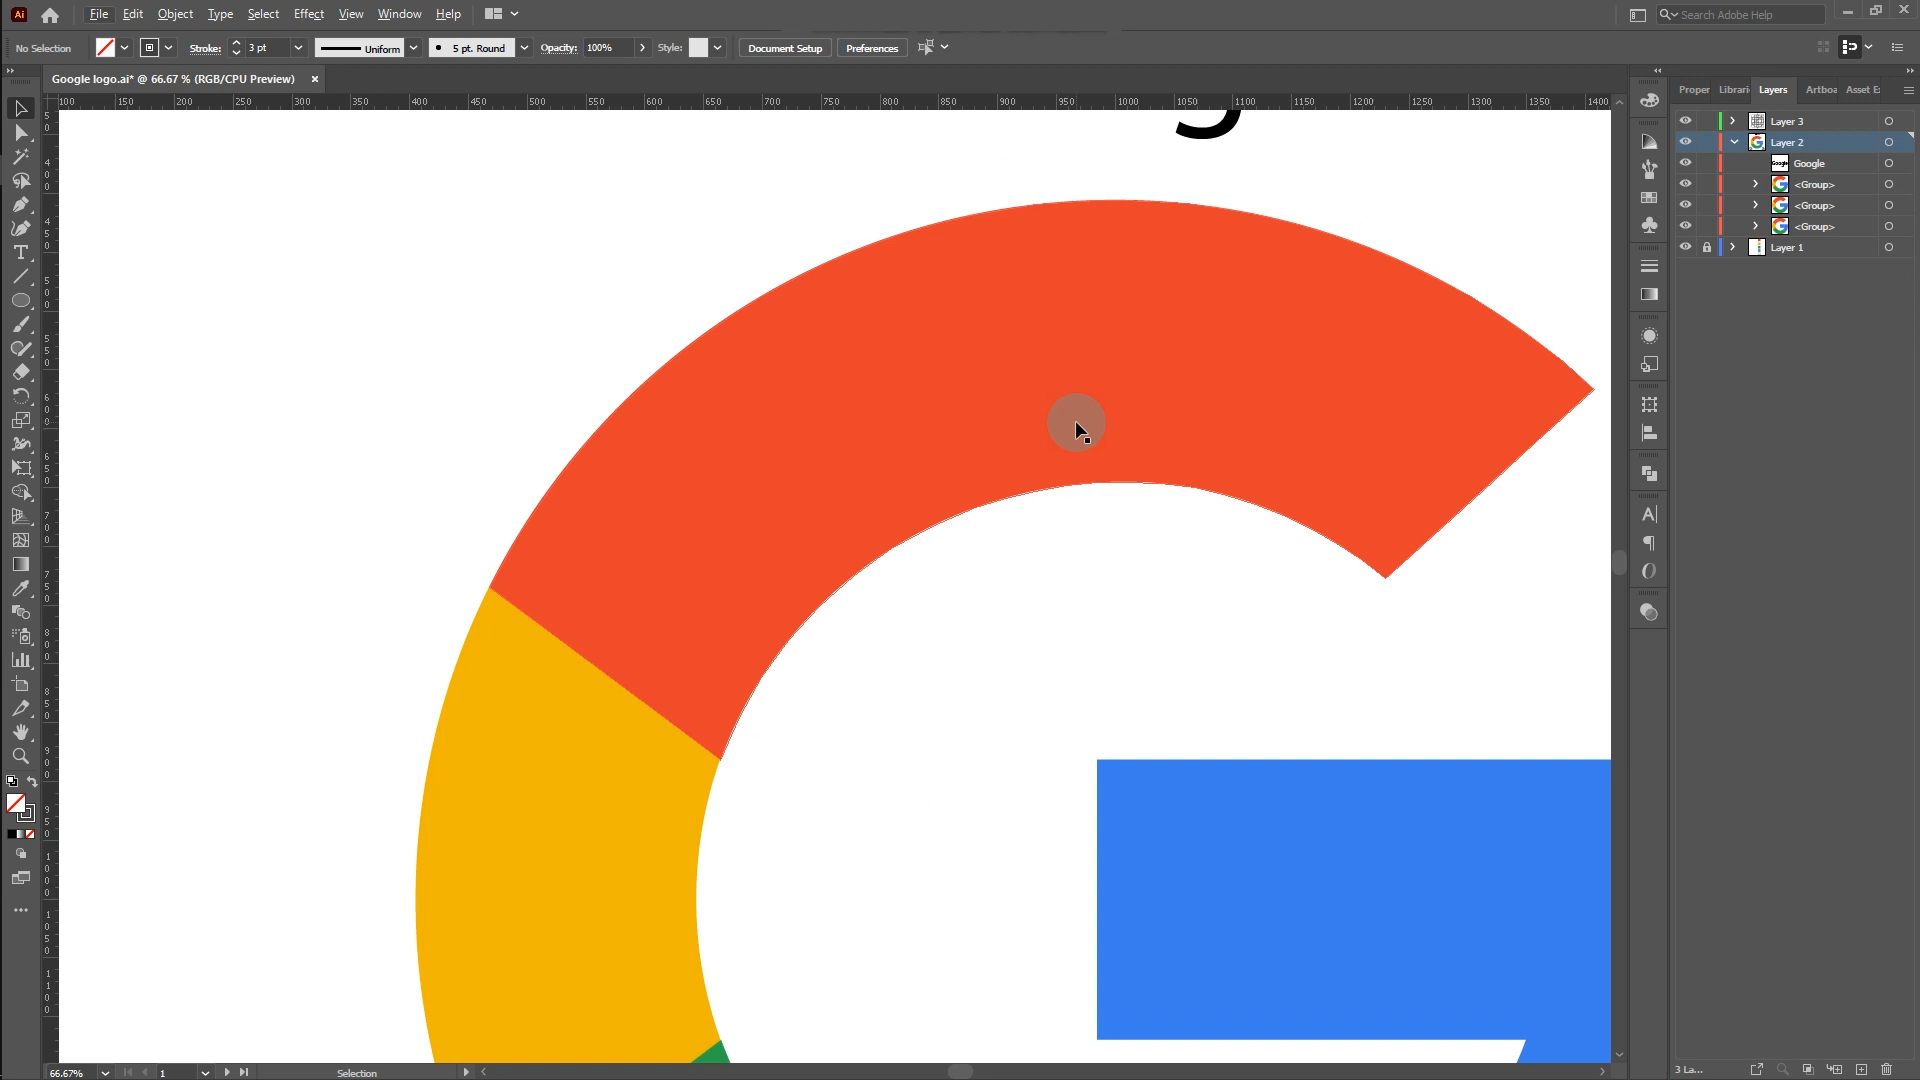 Ai File Edit Object Type Select Effect View Window Help Search Adobe Help
No Selection Stroke: 3 pt Uniform 5 pt. Round Opacity: 100% Style: Document Setup Preferences
Google logo.ai* @ 66.67 % (RGB/CPU Preview)
100 150 200 250 300 350 400 450 500 550 600 650 700 750 800 850 900 950 1000 1050 1100 1150 1200 1250 1300 1350 1400
Proper Librari Layers Artboa Asset E
Layer 3
Layer 2
Google
<Group>
<Group>
<Group>
Layer 1
66.67% 1 Selection
3 La...